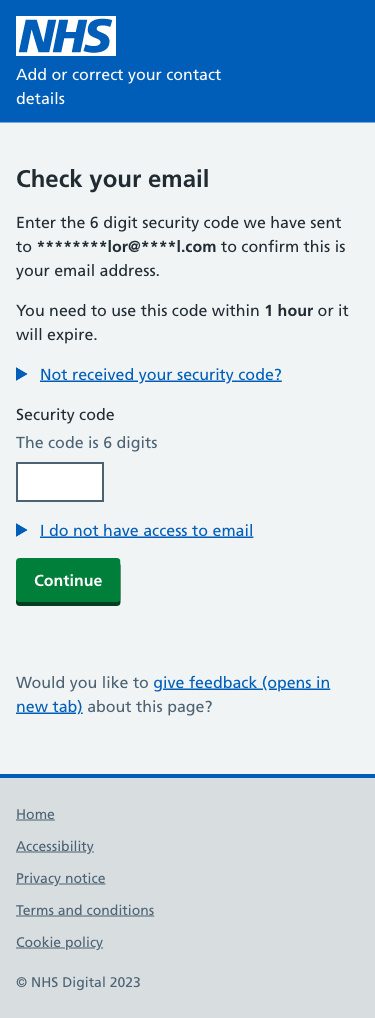 NHS
Add or correct your contact
details
Check your email
Enter the 6 digit security code we have sent
to ********lor@****l.com to confirm this is
your email address.
You need to use this code within 1 hour or it
will expire.
Not received your security code?
Security code
The code is 6 digits
I do not have access to email
Continue
Would you like to give feedback (opens in
new tab) about this page?
Home
Accessibility
Privacy notice
Terms and conditions
Cookie policy
© NHS Digital 2023